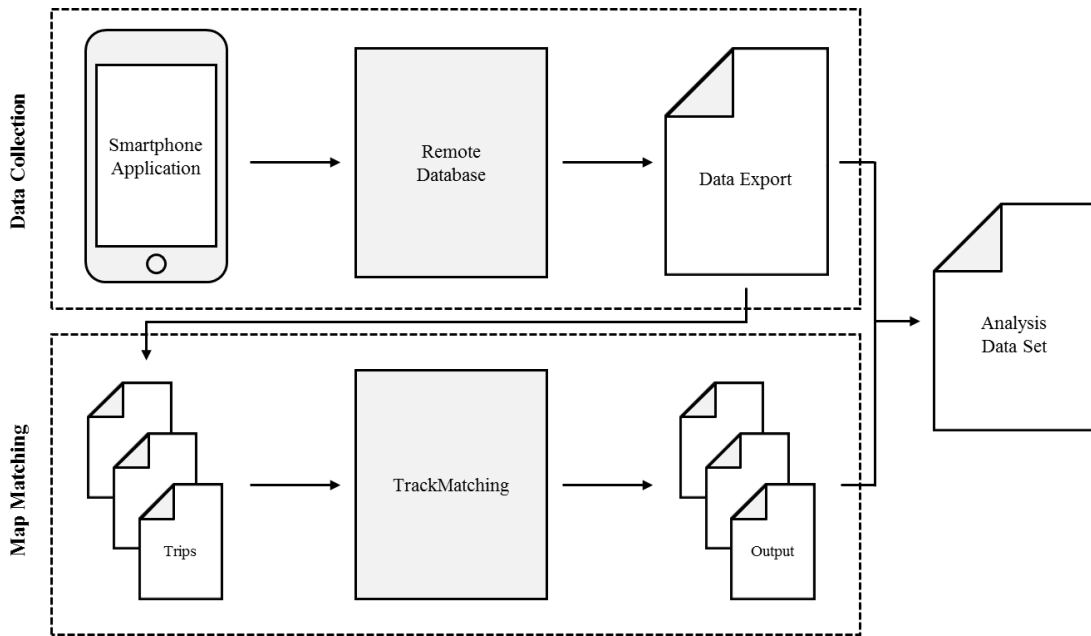 Data Collection
Smartphone
Application
Remote
Database
Data Export
Analysis
Data Set
Map Matching
Trips
TrackMatching
Output